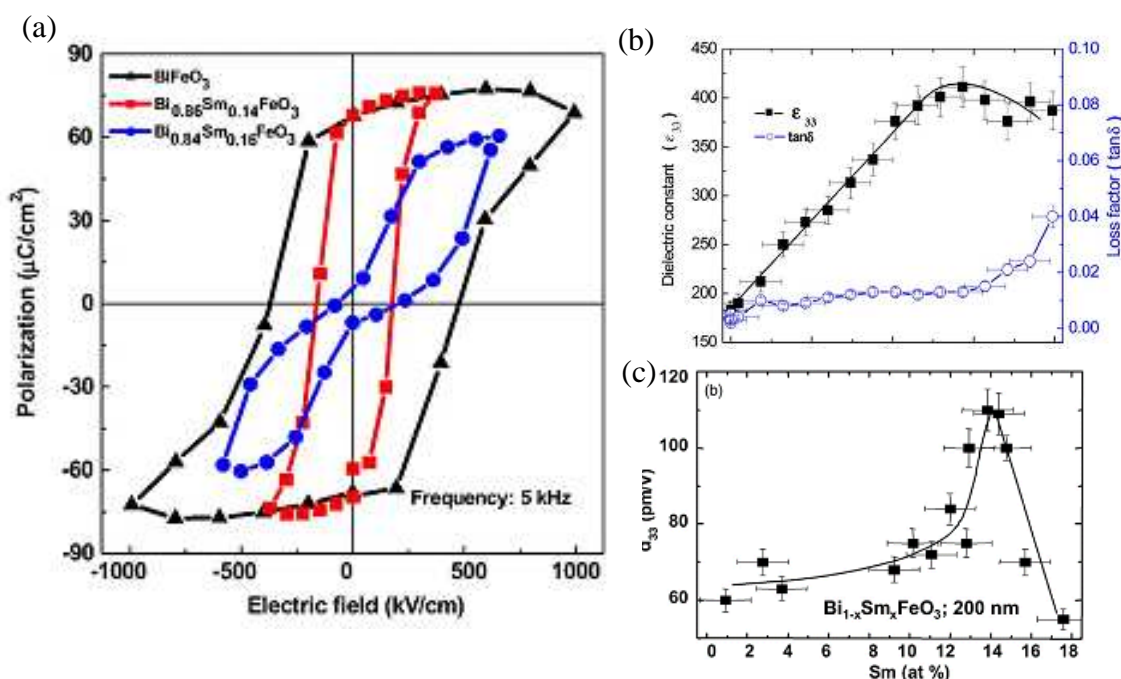 (a)
BiFeO3
Bi0.86Sm0.14FeO3
Bi0.84Sm0.16FeO3
Frequency: 5 kHz
90
75
60
30
0
-30
-60
-90
Polarization (μC/cm2)
-1000
-500
0
500
1000
Electric field (kV/cm)
(b)
450
400
350
300
250
200
150
Dielectric constant (ε33)
ε33
tanδ
0.10
0.08
0.06
0.04
0.02
0.00
Loss factor (tanδ)
(c)
(b)
120
100
80
60
α33 (pm/v)
Bi1-xSmxFeO3; 200 nm
0
2
4
6
8
10
12
14
16
18
Sm (at %)